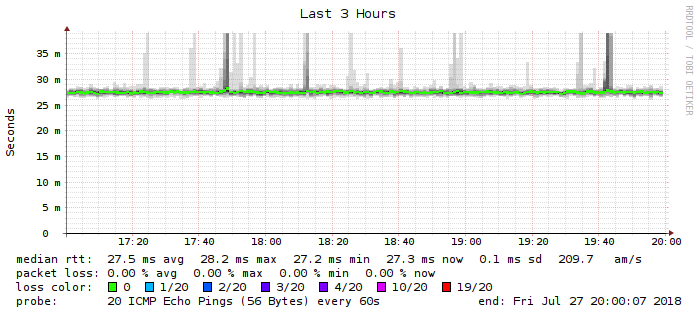 Last 3 Hours
RRDTOOL / TOBI OETIKER
Seconds
35 m
30 m
25 m
20 m
15 m
10 m
5 m
0
17:20 17:40 18:00 18:20 18:40 19:00 19:20 19:40 20:00
median rtt: 27.5 ms avg 28.2 ms max 27.2 ms min 27.3 ms now 0.1 ms sd 209.7 am/s
packet loss: 0.00 % avg 0.00 % max 0.00 % min 0.00 % now
loss color: 0 1/20 2/20 3/20 4/20 10/20 19/20
probe: 20 ICMP Echo Pings (56 Bytes) every 60s end: Fri Jul 27 20:00:07 2018